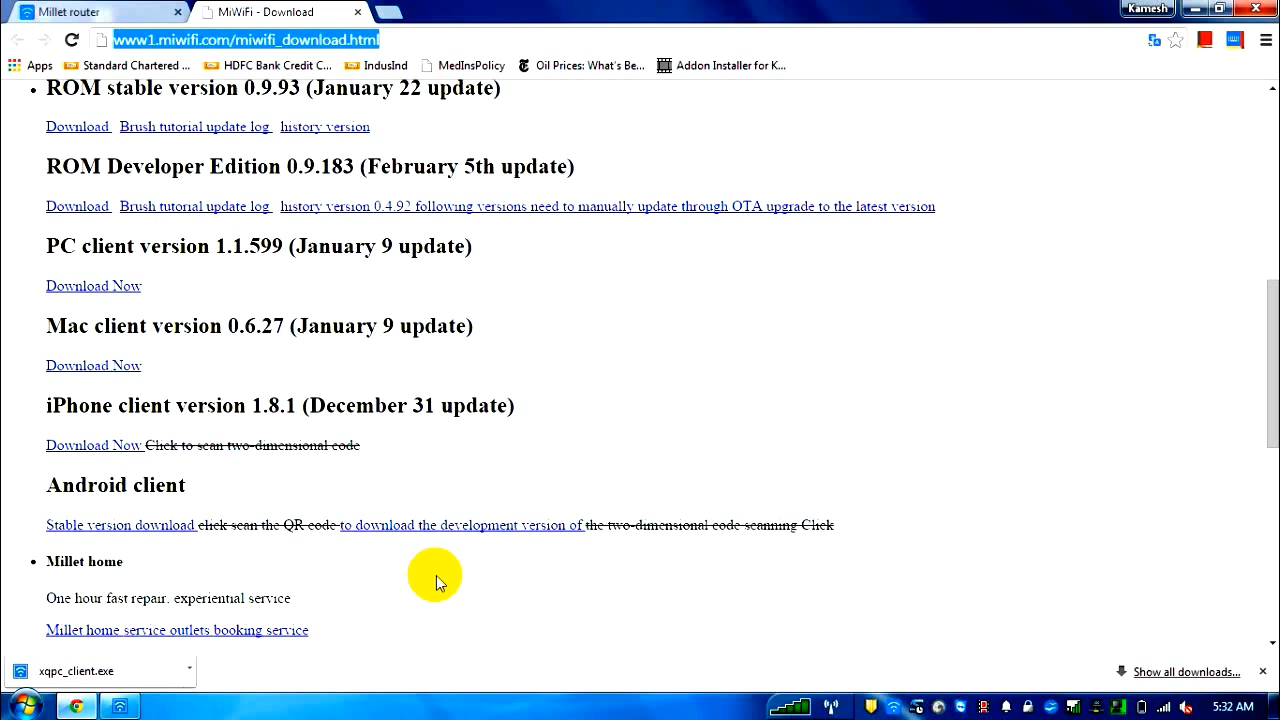 Millet router
MiWiFi - Download
Kamesh
www1.miwifi.com/miwifi_download.html
Apps
Standard Chartered ...
HDFC Bank Credit C...
IndusInd
MedInsPolicy
Oil Prices: What's Be...
Addon Installer for K...
ROM stable version 0.9.93 (January 22 update)
Download Brush tutorial update log history version
ROM Developer Edition 0.9.183 (February 5th update)
Download Brush tutorial update log history version 0.4.92 following versions need to manually update through OTA upgrade to the latest version
PC client version 1.1.599 (January 9 update)
Download Now
Mac client version 0.6.27 (January 9 update)
Download Now
iPhone client version 1.8.1 (December 31 update)
Download Now Click to scan two-dimensional code
Android client
Stable version download click scan the QR code to download the development version of the two-dimensional code scanning Click
Millet home
One hour fast repair. experiential service
Millet home service outlets booking service
xqpc_client.exe
Show all downloads...
5:32 AM